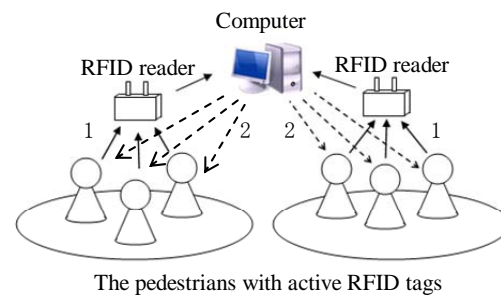 Computer
RFID reader
RFID reader
1
2
2
1
The pedestrians with active RFID tags